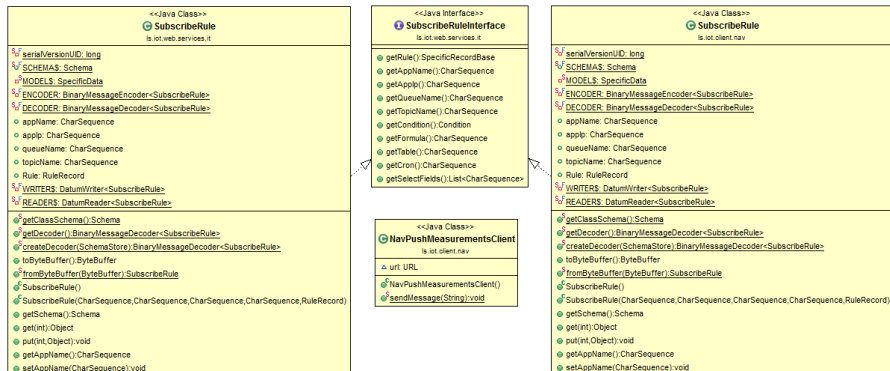 <<Java Class>>
SubscribeRule
ls.iot.web.services.it
serialVersionUID: long
SCHEMA$: Schema
MODEL$: SpecificData
ENCODER: BinaryMessageEncoder<SubscribeRule>
DECODER: BinaryMessageDecoder<SubscribeRule>
appName: CharSequence
appIp: CharSequence
queueName: CharSequence
topicName: CharSequence
Rule: RuleRecord
WRITER$: DatumWriter<SubscribeRule>
READER$: DatumReader<SubscribeRule>
getClassSchema():Schema
getDecoder():BinaryMessageDecoder<SubscribeRule>
createDecoder(SchemaStore):BinaryMessageDecoder<SubscribeRule>
toByteBuffer():ByteBuffer
fromByteBuffer(ByteBuffer):SubscribeRule
SubscribeRule()
SubscribeRule(CharSequence,CharSequence,CharSequence,CharSequence,RuleRecord)
getSchema():Schema
get(int):Object
put(int,Object):void
getAppName():CharSequence
setAppName(CharSequence):void
<<Java Interface>>
SubscribeRuleInterface
ls.iot.web.services.it
getRule():SpecificRecordBase
getAppName():CharSequence
getAppIp():CharSequence
getQueueName():CharSequence
getTopicName():CharSequence
getCondition():Condition
getFormula():CharSequence
getTable():CharSequence
getCron():CharSequence
getSelectFields():List<CharSequence>
<<Java Class>>
NavPushMeasurementsClient
ls.iot.client.nav
url: URL
NavPushMeasurementsClient()
sendMessage(String):void
<<Java Class>>
SubscribeRule
ls.iot.client.nav
serialVersionUID: long
SCHEMA$: Schema
MODEL$: SpecificData
ENCODER: BinaryMessageEncoder<SubscribeRule>
DECODER: BinaryMessageDecoder<SubscribeRule>
appName: CharSequence
appIp: CharSequence
queueName: CharSequence
topicName: CharSequence
Rule: RuleRecord
WRITER$: DatumWriter<SubscribeRule>
READER$: DatumReader<SubscribeRule>
getClassSchema():Schema
getDecoder():BinaryMessageDecoder<SubscribeRule>
createDecoder(SchemaStore):BinaryMessageDecoder<SubscribeRule>
toByteBuffer():ByteBuffer
fromByteBuffer(ByteBuffer):SubscribeRule
SubscribeRule()
SubscribeRule(CharSequence,CharSequence,CharSequence,CharSequence,RuleRecord)
getSchema():Schema
get(int):Object
put(int,Object):void
getAppName():CharSequence
setAppName(CharSequence):void